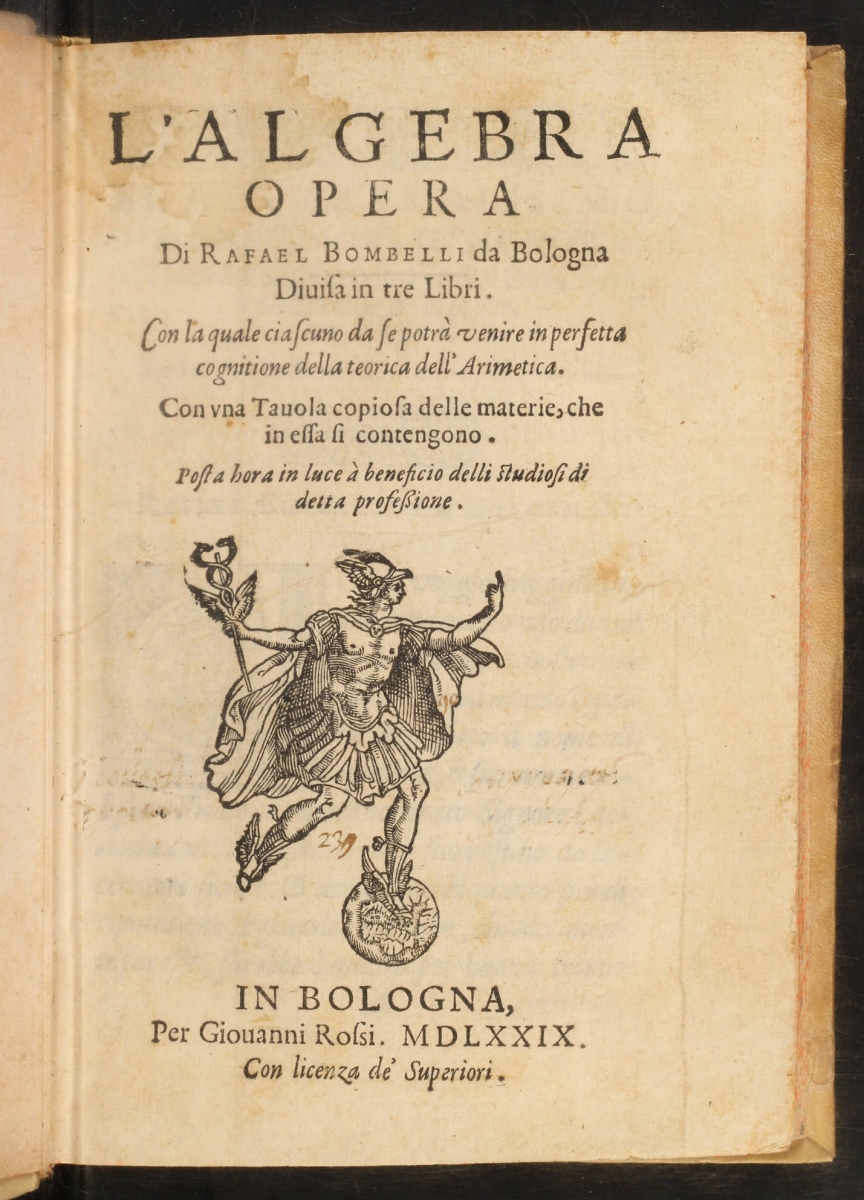 L'ALGEBRA
OPERA
Di RAFAEL BOMBELLI da Bologna
Diuiſa in tre Libri.
Con la quale ciaſcuno da ſe potrà venire in perfetta
cognitione della teorica dell'Arimetica.
Con vna Tauola copioſa delle materie, che
in eſſa ſi contengono.
Poſta hora in luce à beneficio delli ſtudioſi di
detta profeßione.
239
IN BOLOGNA,
Per Giouanni Roſsi. MDLXXIX.
Con licenza de' Superiori.